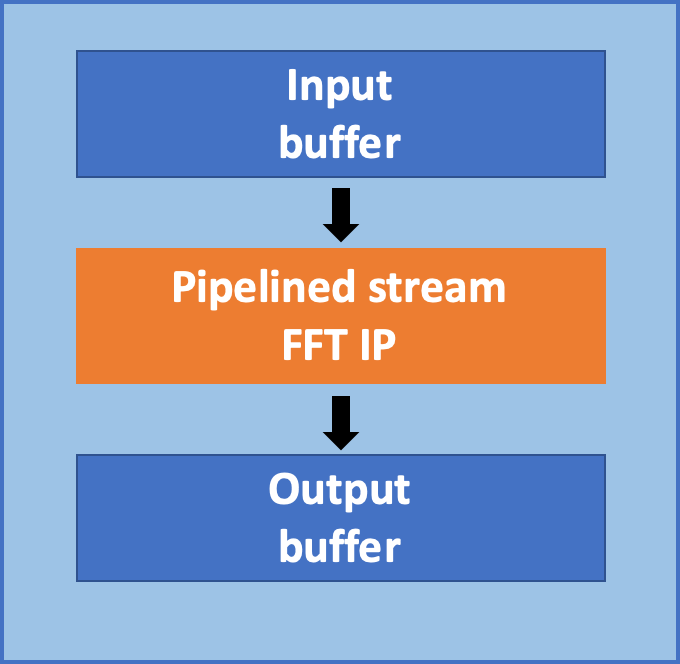 Input
buffer
Pipelined stream
FFT IP
Output
buffer